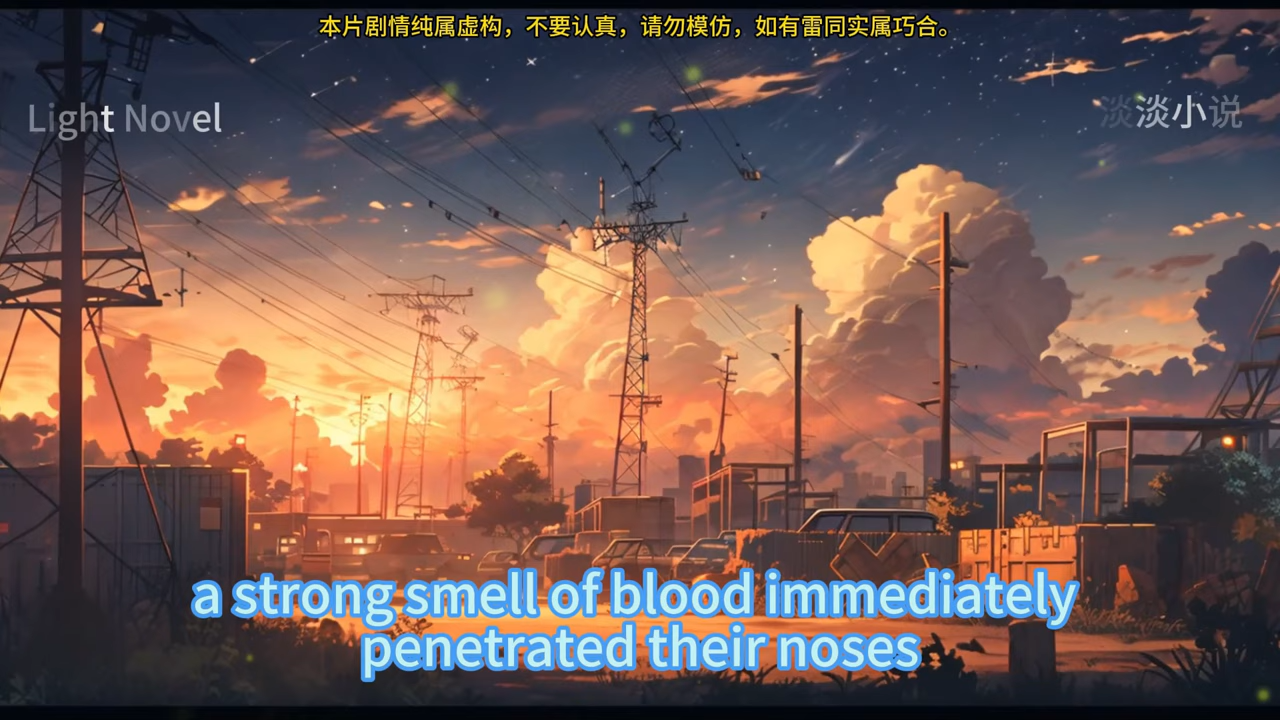 本片剧情纯属虚构，不要认真，请勿模仿，如有雷同实属巧合。
Light Novel
淡淡小说
a strong smell of blood immediately
penetrated their noses